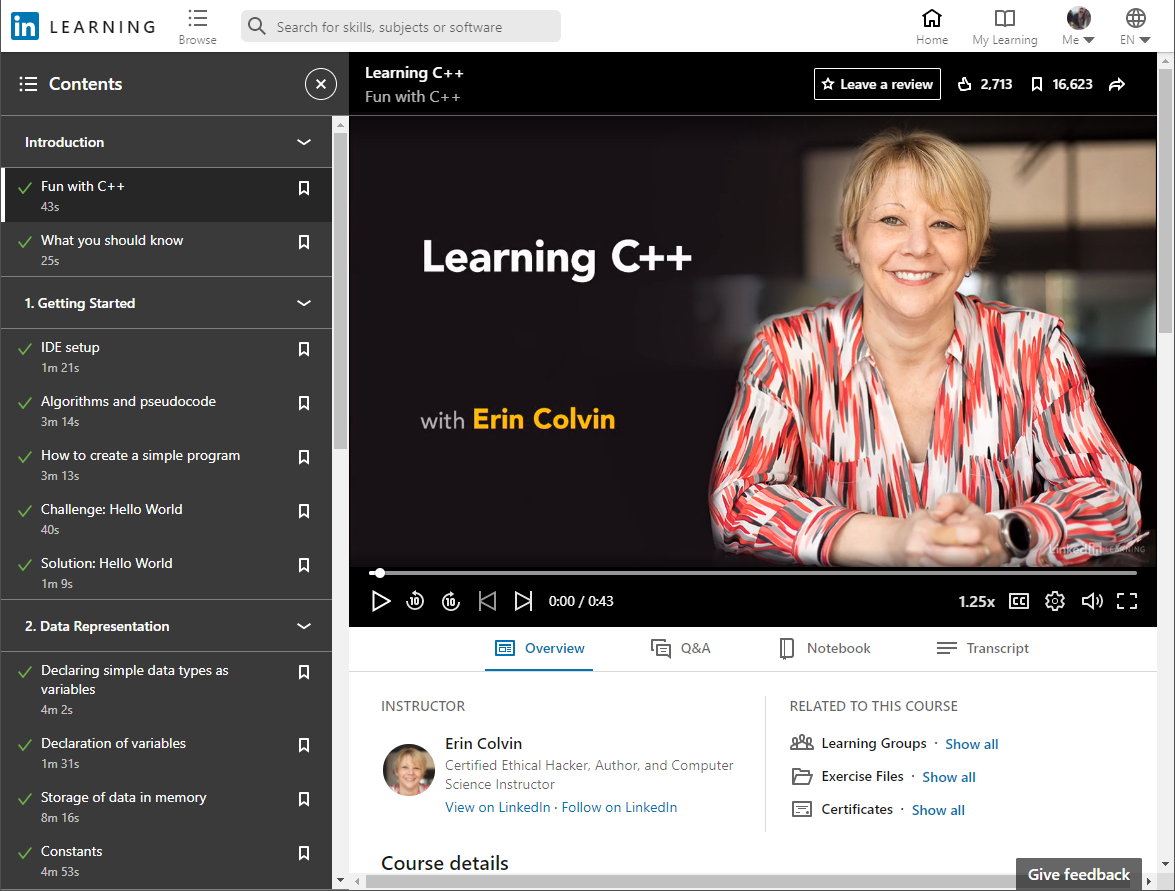 in LEARNING
Browse
Search for skills, subjects or software
Home
My Learning
Me
EN
Contents
Introduction
Fun with C++
43s
What you should know
25s
1. Getting Started
IDE setup
1m 21s
Algorithms and pseudocode
3m 14s
How to create a simple program
3m 13s
Challenge: Hello World
40s
Solution: Hello World
1m 9s
2. Data Representation
Declaring simple data types as
variables
4m 2s
Declaration of variables
1m 31s
Storage of data in memory
8m 16s
Constants
4m 53s
Learning C++
Fun with C++
Leave a review
2,713
16,623
Learning C++
with Erin Colvin
LinkedIn LEARNING
10
10
0:00 / 0:43
1.25x
CC
Overview
Q&A
Notebook
Transcript
INSTRUCTOR
Erin Colvin
Certified Ethical Hacker, Author, and Computer
Science Instructor
View on LinkedIn · Follow on LinkedIn
RELATED TO THIS COURSE
Learning Groups · Show all
Exercise Files · Show all
Certificates · Show all
Course details
Give feedback